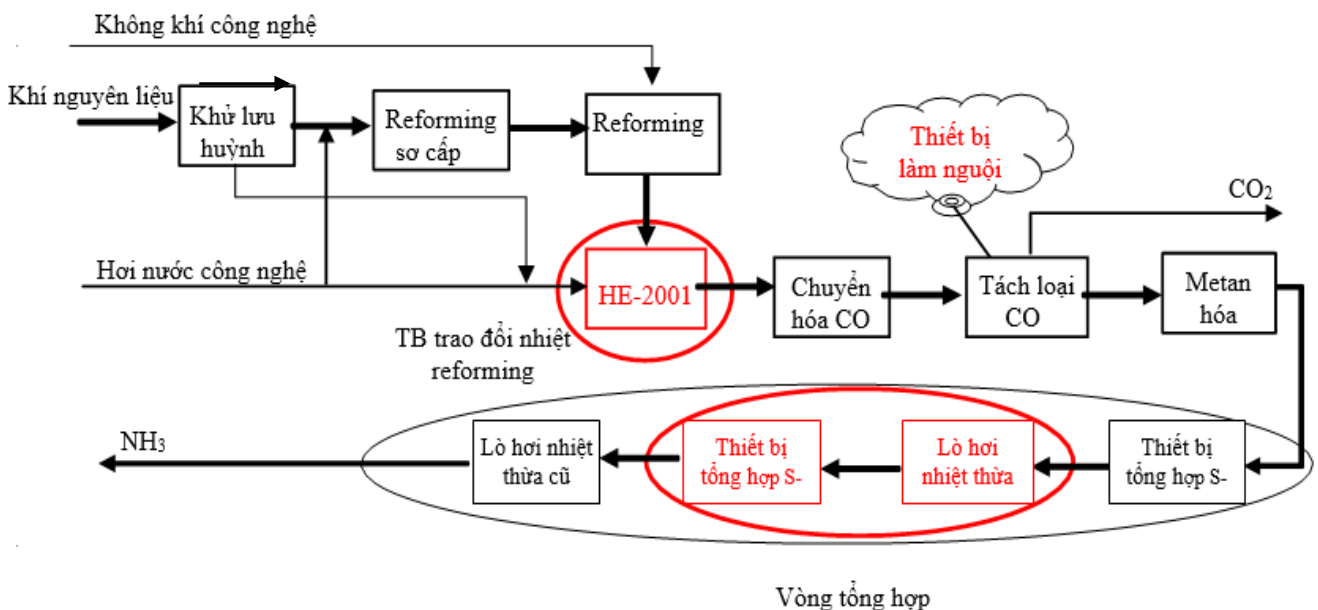 Không khí công nghệ
Khí nguyên liệu
Khử lưu
huỳnh
Reforming
sơ cấp
Reforming
Thiết bị
làm nguội
CO₂
Hơi nước công nghệ
HE-2001
Chuyển
hóa CO
Tách loại
CO
Metan
hóa
TB trao đổi nhiệt
reforming
NH₃
Lò hơi nhiệt
thừa cũ
Thiết bị
tổng hợp S-
Lò hơi
nhiệt thừa
Thiết bị
tổng hợp S-
Vòng tổng hợp